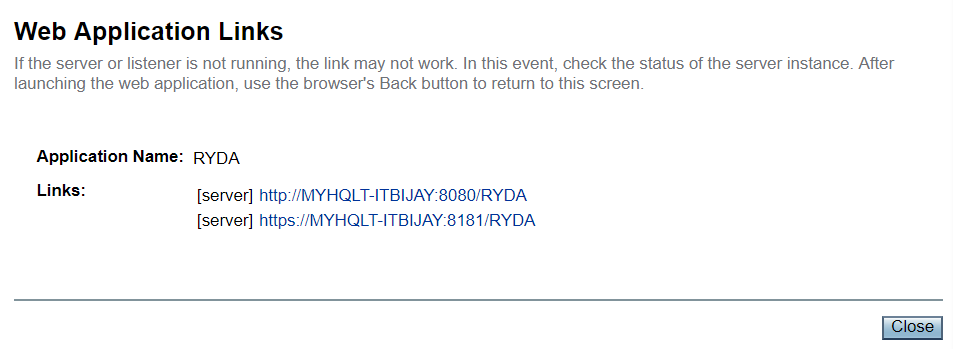 Web Application Links
If the server or listener is not running, the link may not work. In this event, check the status of the server instance. After
launching the web application, use the browser's Back button to return to this screen.
Application Name: RYDA
Links:
[server] http://MYHQLT-ITBIJAY:8080/RYDA
[server] https://MYHQLT-ITBIJAY:8181/RYDA
Close